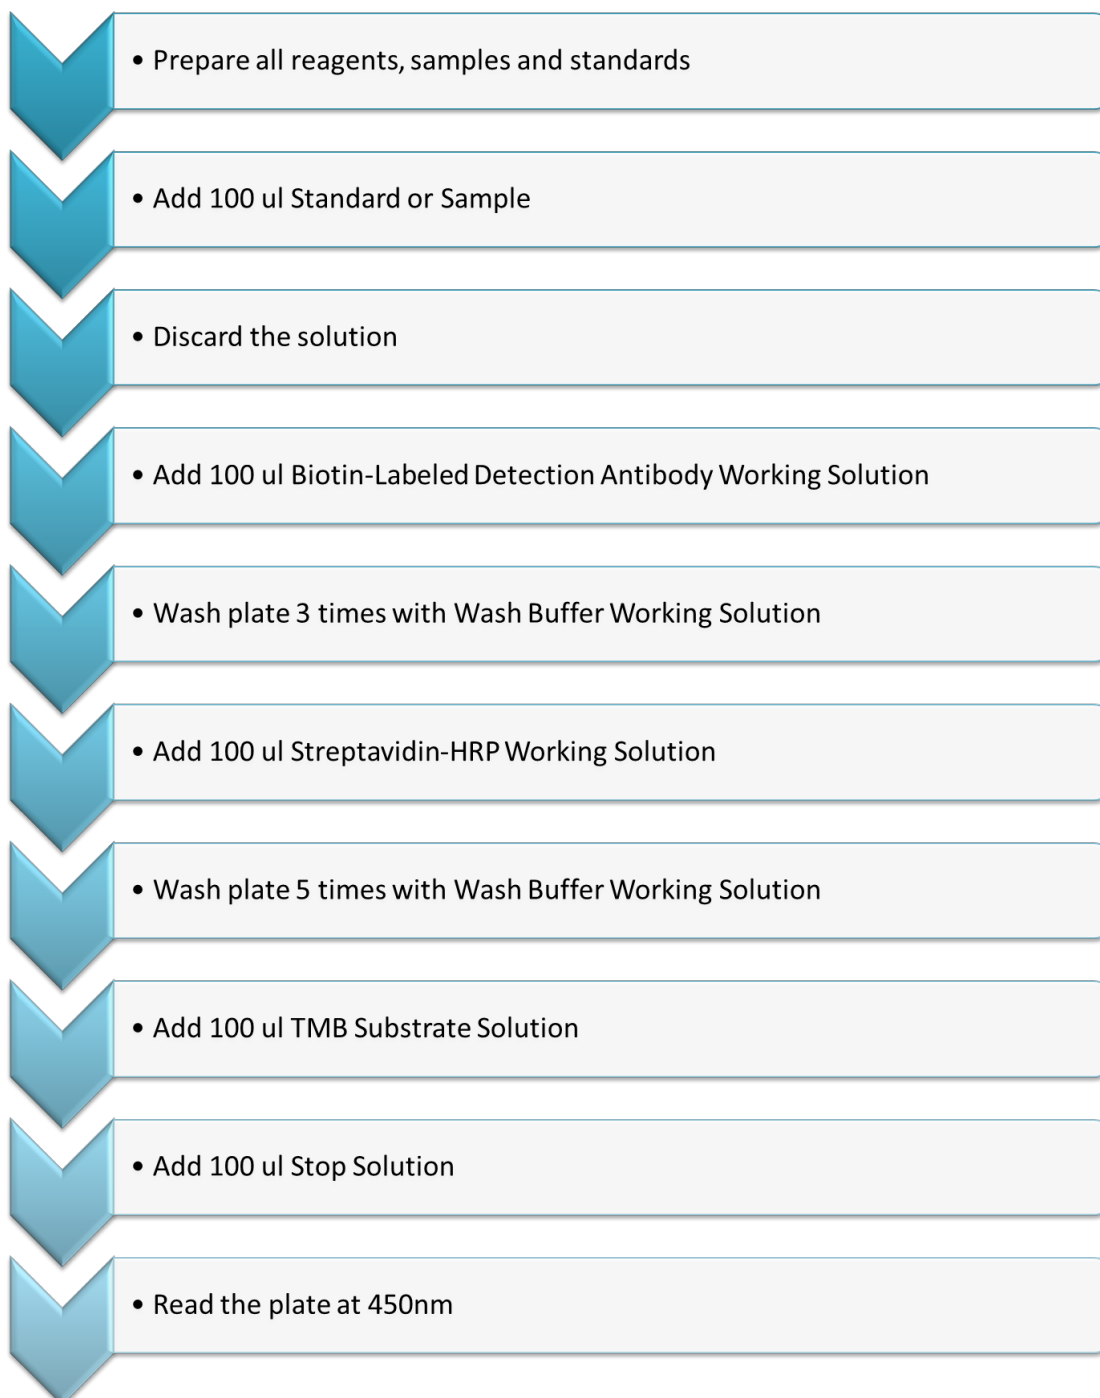 • Prepare all reagents, samples and standards
• Add 100 ul Standard or Sample
• Discard the solution
• Add 100 ul Biotin-Labeled Detection Antibody Working Solution
• Wash plate 3 times with Wash Buffer Working Solution
• Add 100 ul Streptavidin-HRP Working Solution
• Wash plate 5 times with Wash Buffer Working Solution
• Add 100 ul TMB Substrate Solution
• Add 100 ul Stop Solution
• Read the plate at 450nm